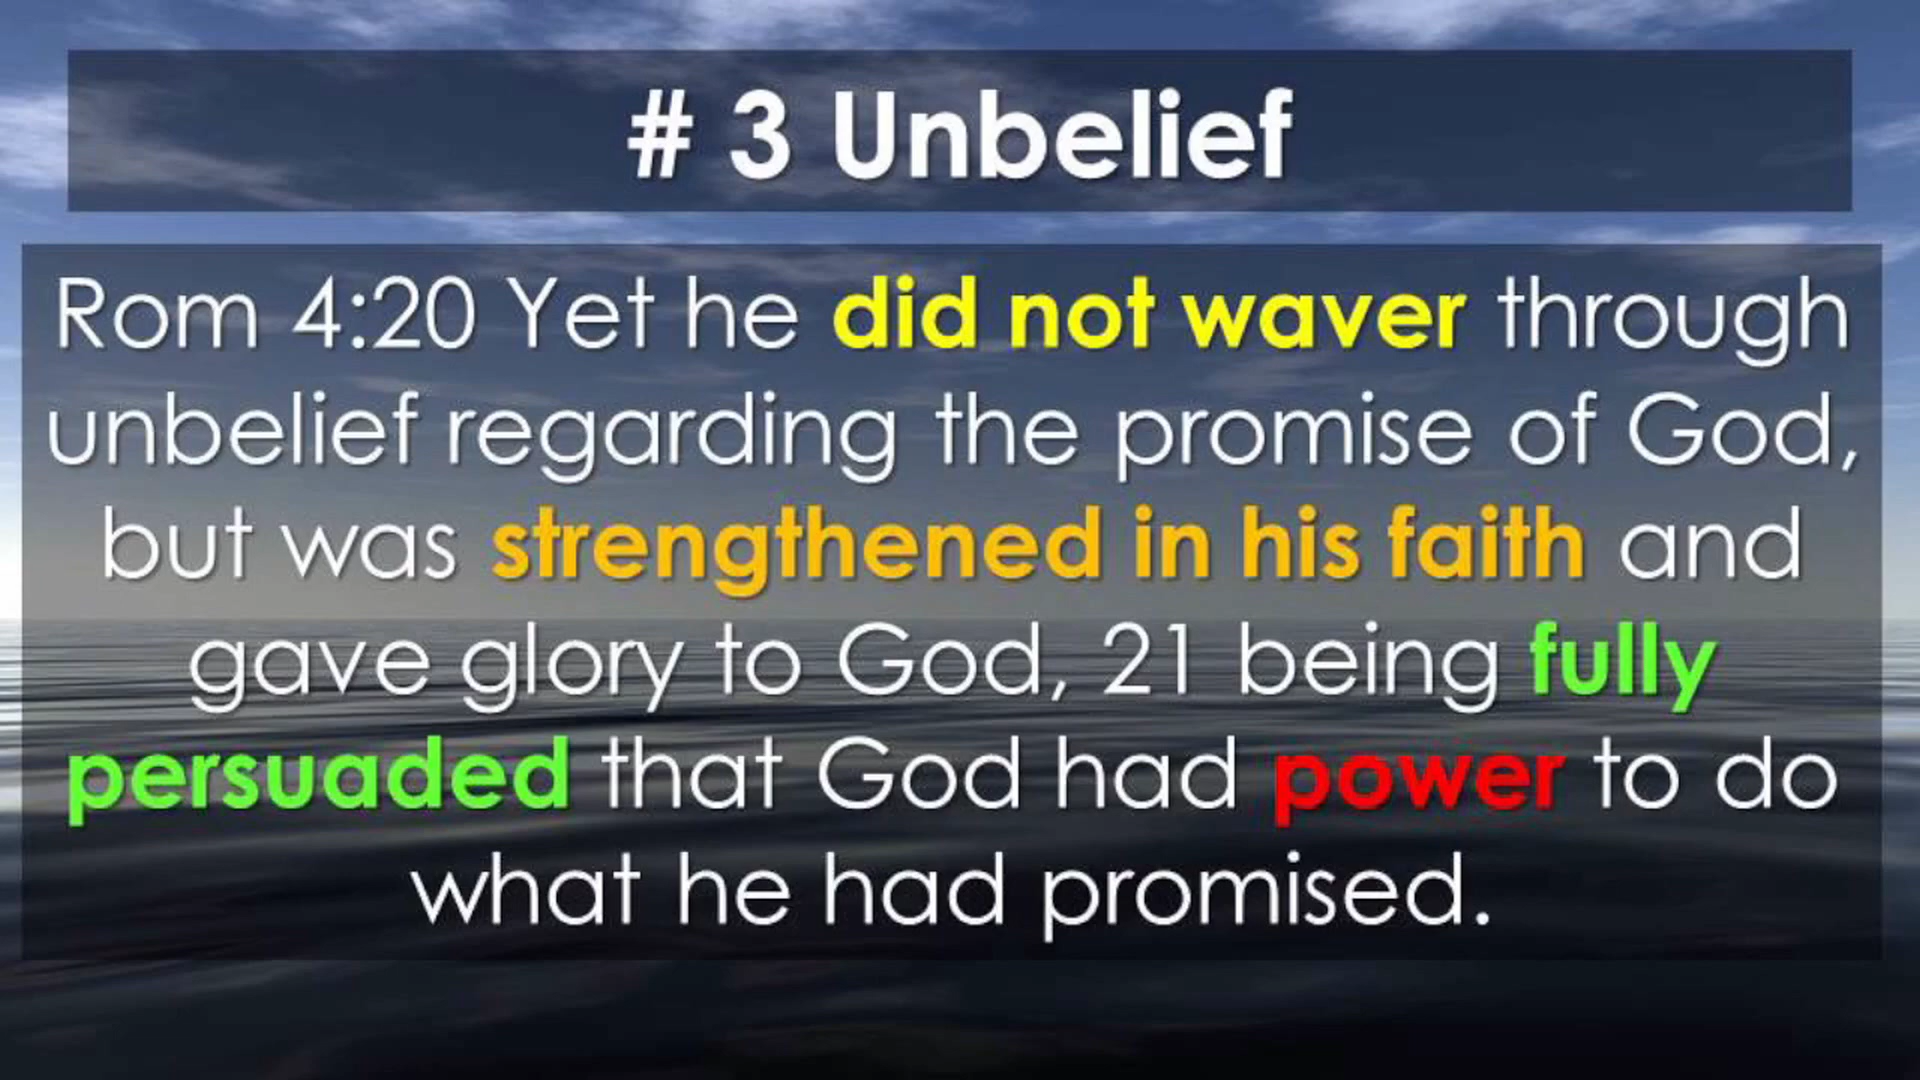 # 3 Unbelief
Rom 4:20 Yet he did not waver through
unbelief regarding the promise of God,
but was strengthened in his faith and
gave glory to God, 21 being fully
persuaded that God had power to do
what he had promised.